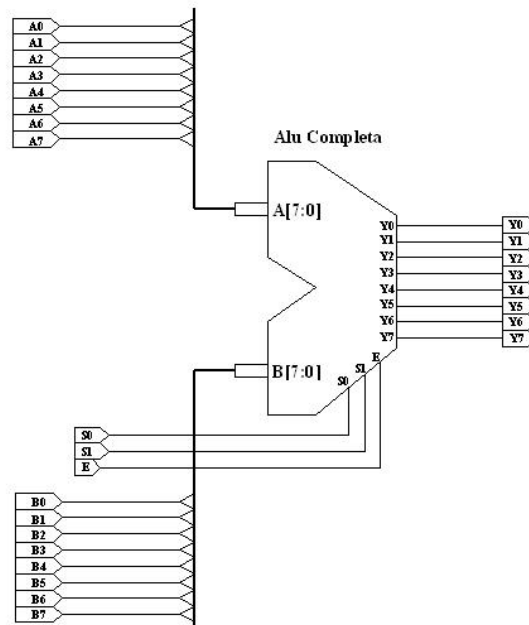 A0
A1
A2
A3
A4
A5
A6
A7
Alu Completa
A[7:0]
Y0 Y0
Y1 Y1
Y2 Y2
Y3 Y3
Y4 Y4
Y5 Y5
Y6 Y6
Y7 Y7
E
S1
S0
B[7:0]
S0
S1
E
B0
B1
B2
B3
B4
B5
B6
B7